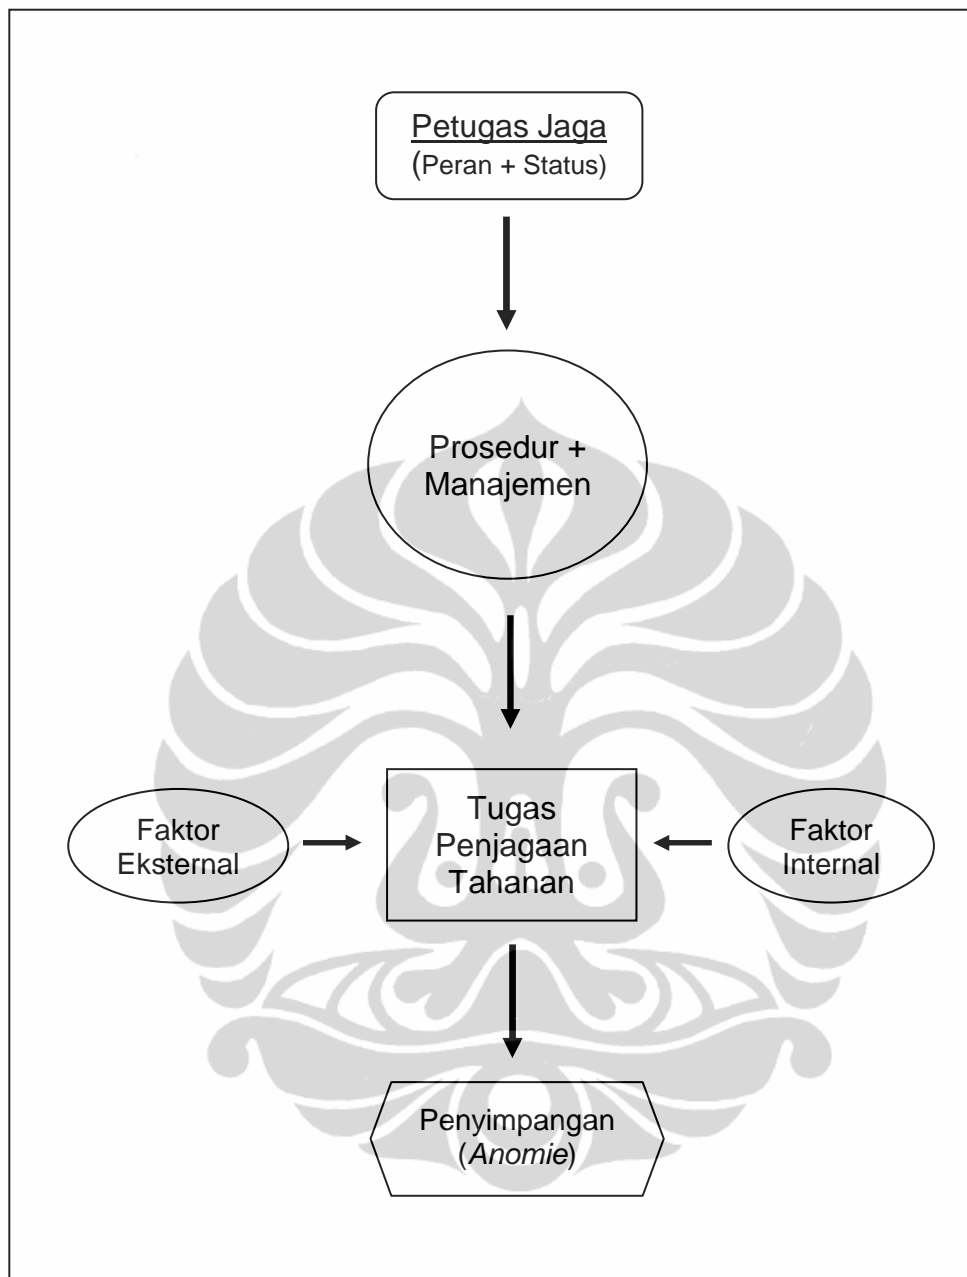 Petugas Jaga
(Peran + Status)
Prosedur +
Manajemen
Faktor
Eksternal
Tugas
Penjagaan
Tahanan
Faktor
Internal
Penyimpangan
(Anomie)